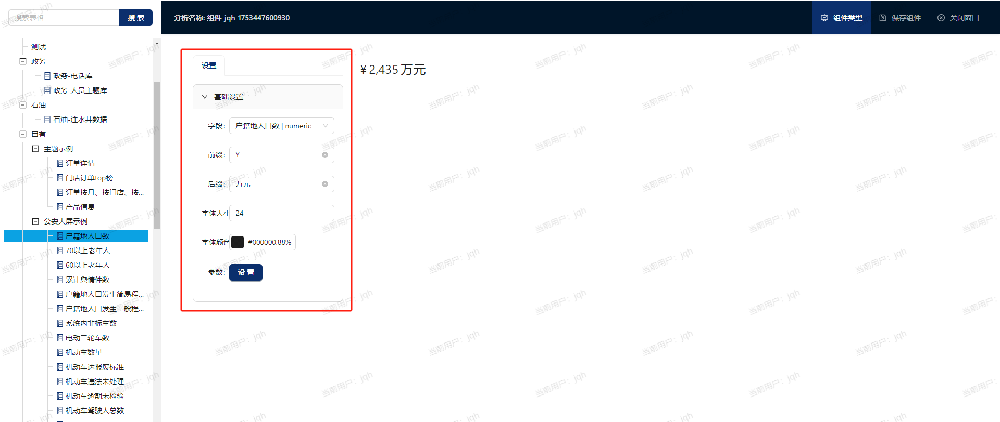 搜索表格
搜 索
分析名称: 组件_jqh_1753447600930
组件类型
保存组件
关闭窗口
测试
政务
政务-电话库
政务-人员主题库
石油
石油-注水井数据
自有
主题示例
订单详情
门店订单top榜
订单按月、按门店、按...
产品信息
公安大屏示例
户籍地人口数
70以上老年人
60以上老年人
累计舆情件数
户籍地人口发生简易程...
户籍地人口发生一般程...
系统内非标车数
电动二轮车数
机动车数量
机动车达报废标准
机动车违法未处理
机动车逾期未检验
机动车驾驶人总数
设置
基础设置
字段: 户籍地人口数 | numeric
前缀: ¥
后缀: 万元
字体大小 24
字体颜色 #000000,88%
参数: 设 置
¥ 2,435 万元
当前用户: jqh